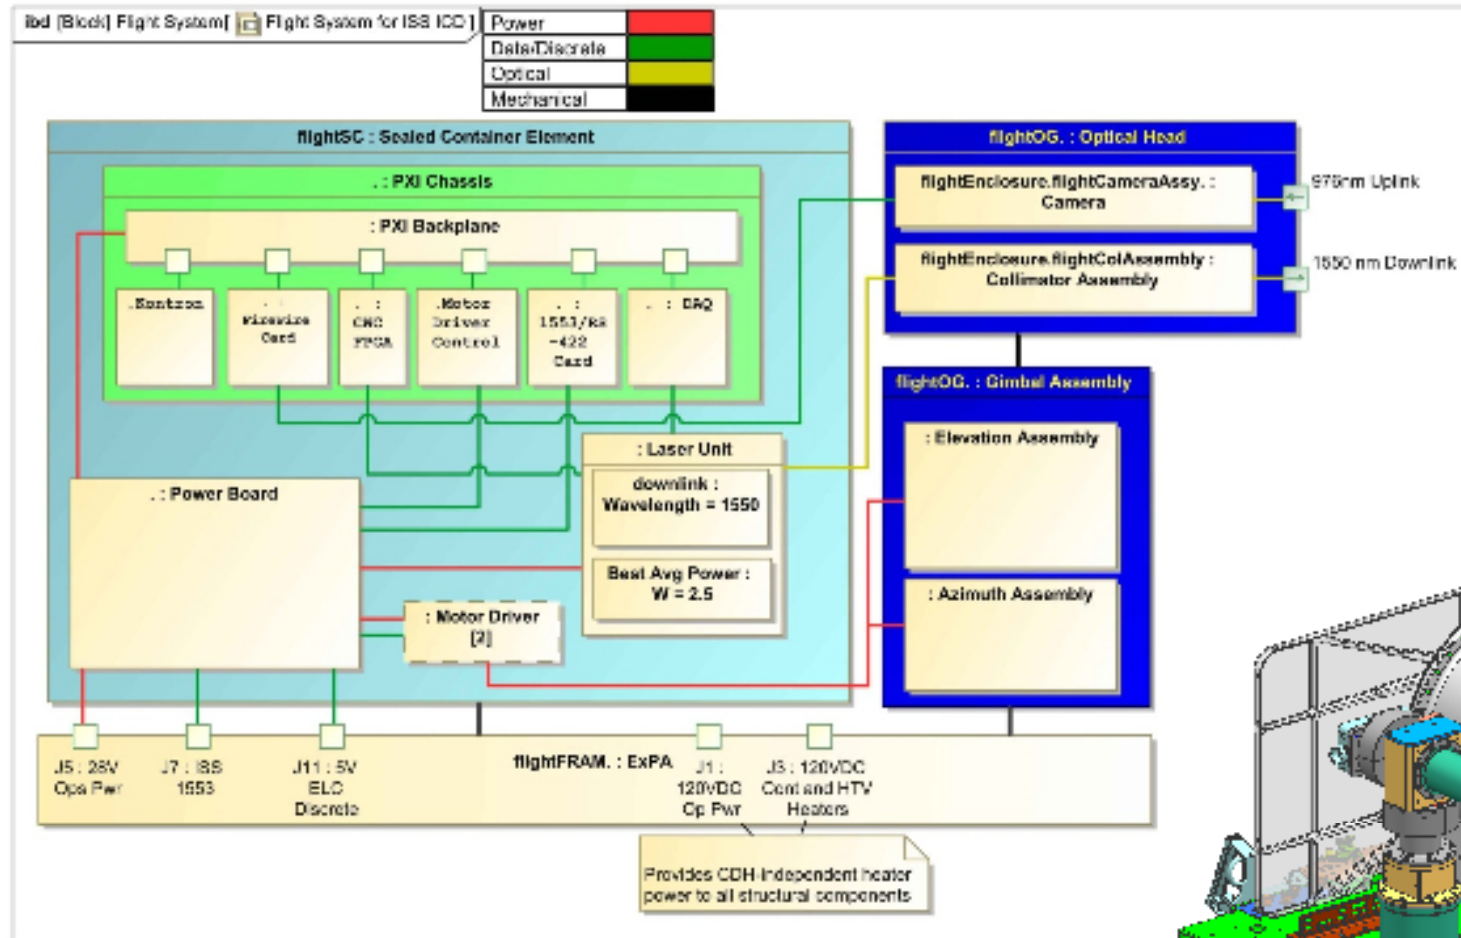 ibd [Block] Flight System[ Flight System for ISS ICD ]
Power
Data/Discrete
Optical
Mechanical
flightSC : Sealed Container Element
. : PXI Chassis
: PXI Backplane
.Kontron
. :
Firewire
Card
. :
CNC
FPGA
.Motor
Driver
Control
. :
1553/RS
-422
Card
. : DAQ
flightOG. : Optical Head
flightEnclosure.flightCameraAssy. :
Camera
flightEnclosure.flightColAssembly :
Collimator Assembly
976nm Uplink
1550 nm Downlink
flightOG. : Gimbal Assembly
: Elevation Assembly
: Azimuth Assembly
: Laser Unit
downlink :
Wavelength = 1550
Best Avg Power :
W = 2.5
. : Power Board
: Motor Driver
[2]
flightFRAM. : ExPA
J5 : 28V
Ops Pwr
J7 : ISS
1553
J11 : 5V
ELC
Discrete
J1 :
120VDC
Op Pwr
J3 : 120VDC
Cont and HTV
Heaters
Provides CDH-independent heater
power to all structural components